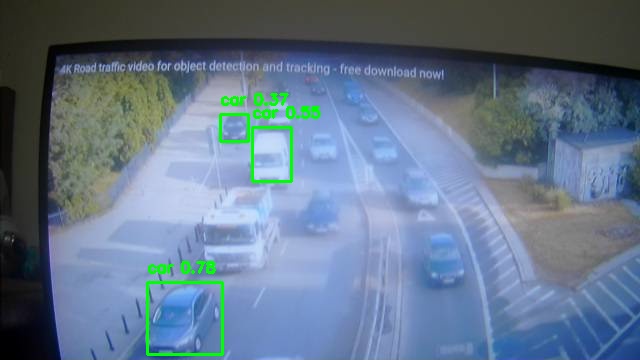 4K Road traffic video for object detection and tracking - free download now!
car 0.37
car 0.55
car 0.78